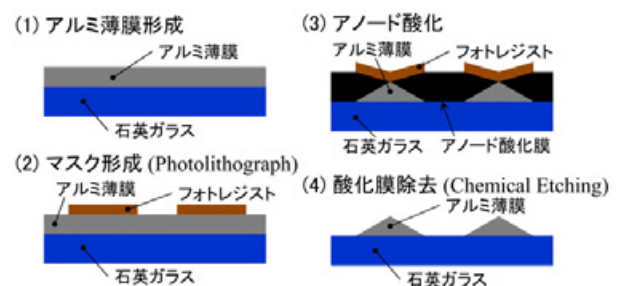 (1) アルミ薄膜形成
アルミ薄膜
石英ガラス
(2) マスク形成 (Photolithograph)
アルミ薄膜
フォトレジスト
石英ガラス
(3) アノード酸化
アルミ薄膜
フォトレジスト
石英ガラス
アノード酸化膜
(4) 酸化膜除去 (Chemical Etching)
アルミ薄膜
石英ガラス